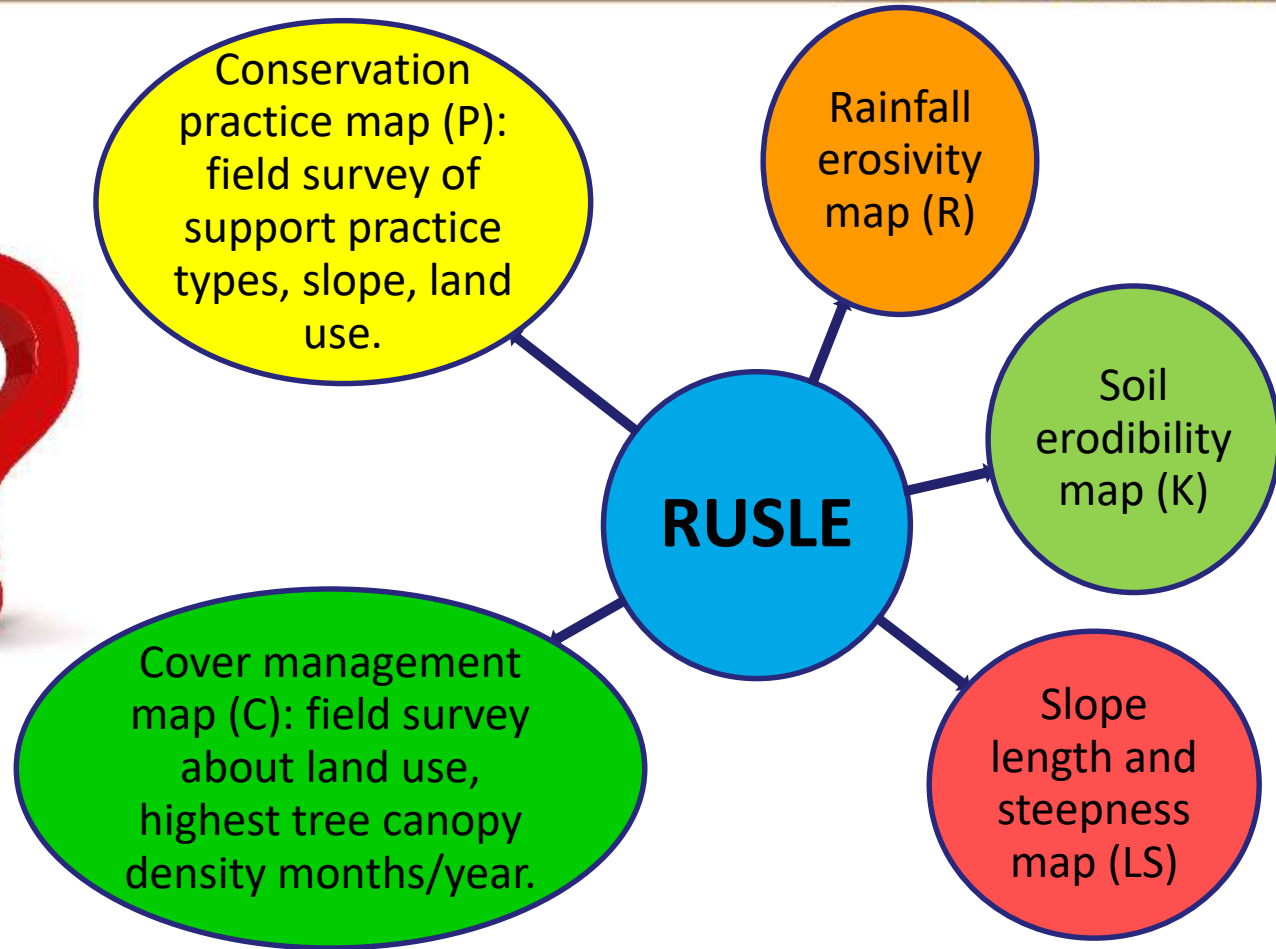 Conservation
practice map (P):
field survey of
support practice
types, slope, land
use.
Rainfall
erosivity
map (R)
Soil
erodibility
map (K)
RUSLE
Cover management
map (C): field survey
about land use,
highest tree canopy
density months/year.
Slope
length and
steepness
map (LS)